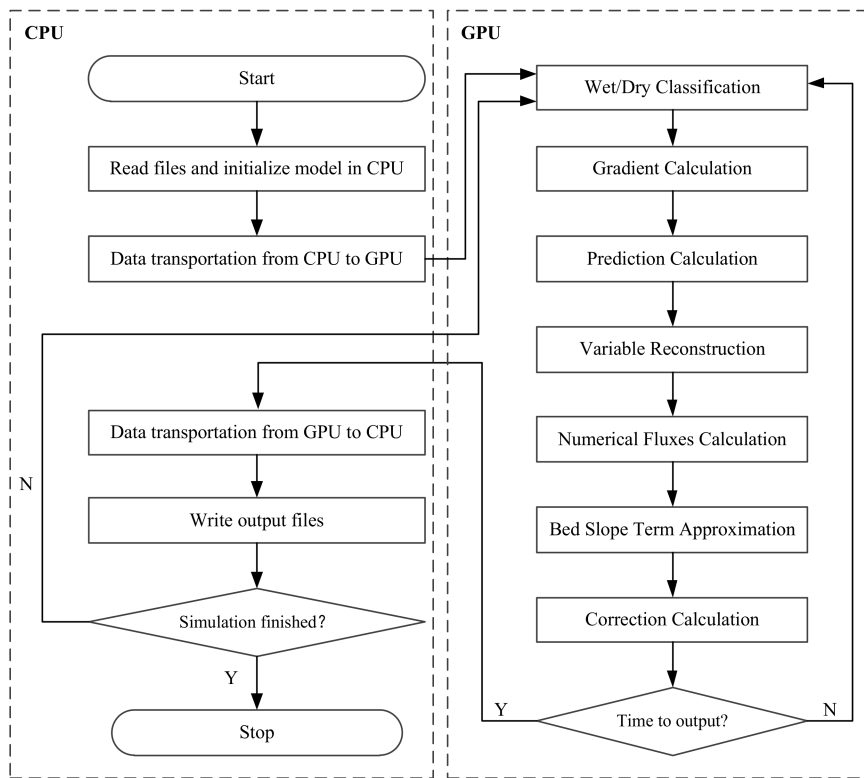 CPU
Start
Read files and initialize model in CPU
Data transportation from CPU to GPU
Data transportation from GPU to CPU
N
Write output files
Simulation finished?
Y
Stop
GPU
Wet/Dry Classification
Gradient Calculation
Prediction Calculation
Variable Reconstruction
Numerical Fluxes Calculation
Bed Slope Term Approximation
Correction Calculation
Y
Time to output?
N